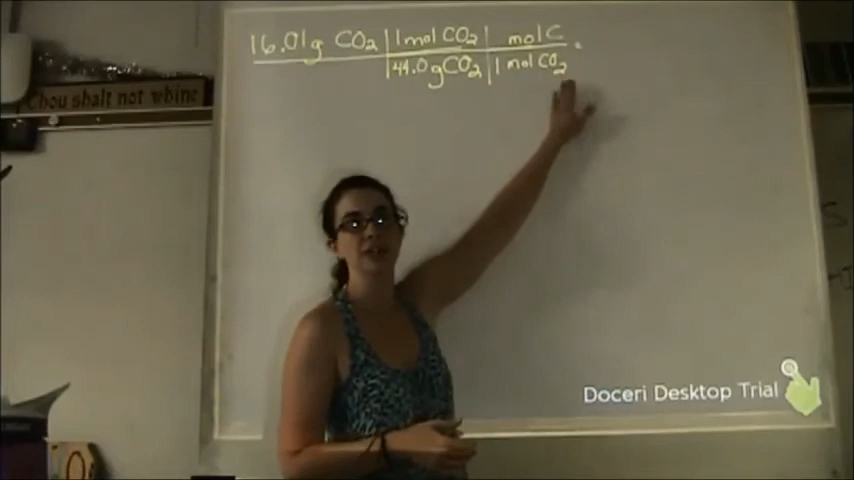 16.01g CO₂ | 1 mol CO₂ | mol C =
44.0 g CO₂ | 1 mol CO₂
Thou shalt not whine
Doceri Desktop Trial